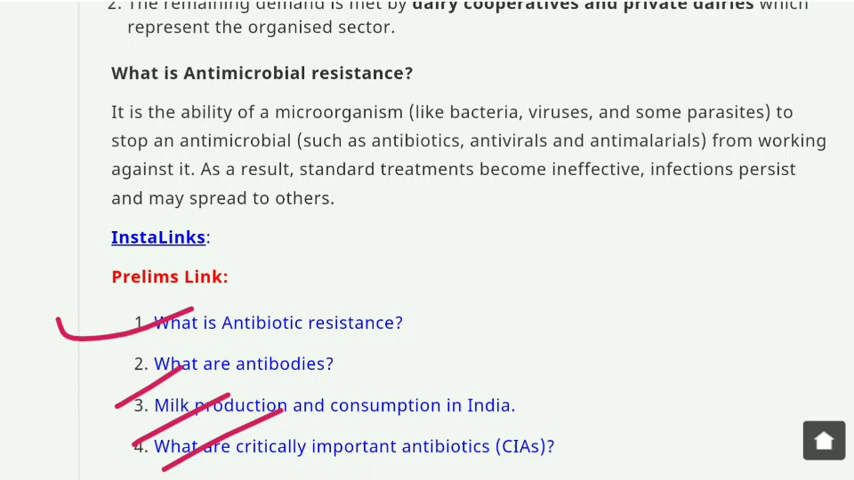 2. The remaining demand is met by dairy cooperatives and private dairies which
represent the organised sector.
What is Antimicrobial resistance?
It is the ability of a microorganism (like bacteria, viruses, and some parasites) to
stop an antimicrobial (such as antibiotics, antivirals and antimalarials) from working
against it. As a result, standard treatments become ineffective, infections persist
and may spread to others.
InstaLinks:
Prelims Link:
1. What is Antibiotic resistance?
2. What are antibodies?
3. Milk production and consumption in India.
4. What are critically important antibiotics (CIAs)?